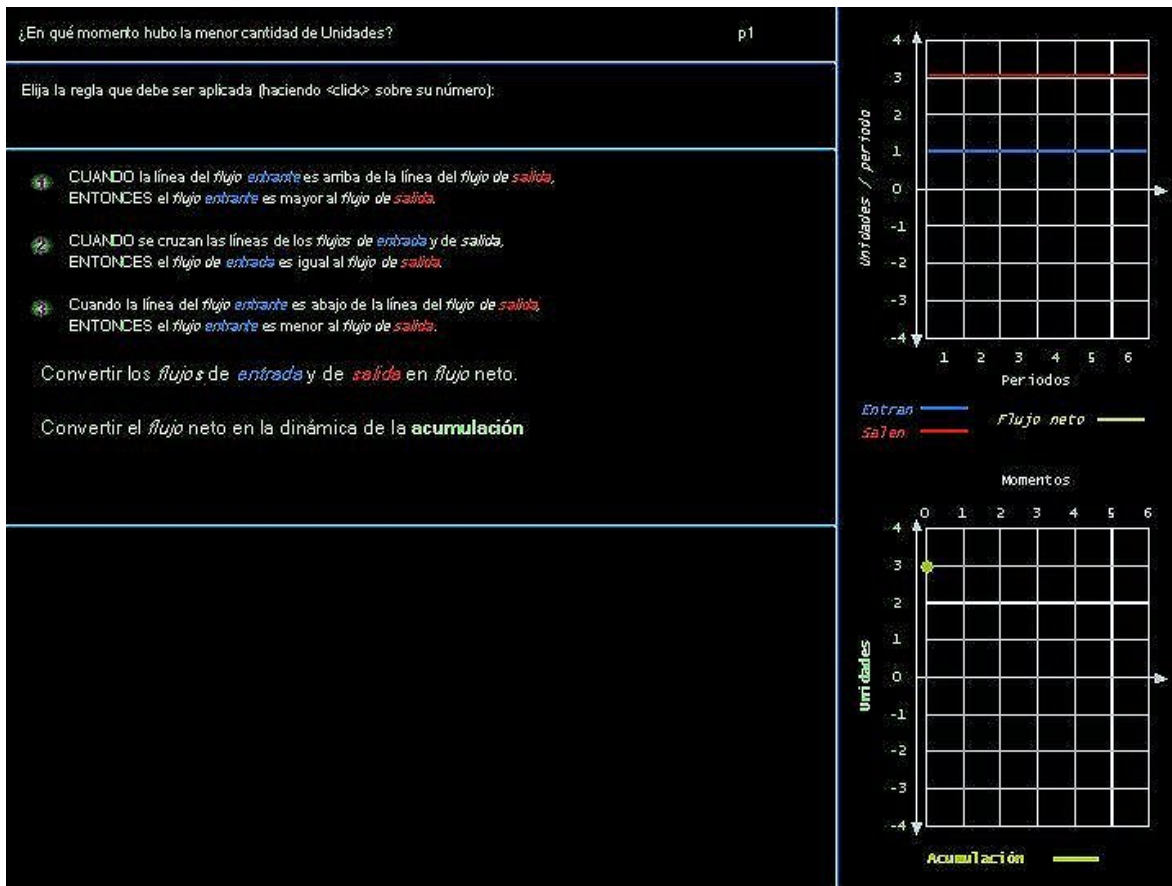 ¿En qué momento hubo la menor cantidad de Unidades? p1
Elija la regla que debe ser aplicada (haciendo <click> sobre su número):
1 CUANDO la línea del flujo entrante es arriba de la línea del flujo de salida,
ENTONCES el flujo entrante es mayor al flujo de salida.
2 CUANDO se cruzan las líneas de los flujos de entrada y de salida,
ENTONCES el flujo de entrada es igual al flujo de salida.
3 Cuando la línea del flujo entrante es abajo de la línea del flujo de salida,
ENTONCES el flujo entrante es menor al flujo de salida.
Convertir los flujos de entrada y de salida en flujo neto.
Convertir el flujo neto en la dinámica de la acumulación
Unidades / periodo
4
3
2
1
0
-1
-2
-3
-4
1 2 3 4 5 6
Periodos
Entran
Salen
Flujo neto
Momentos
0 1 2 3 4 5 6
Unidades
4
3
2
1
0
-1
-2
-3
-4
Acumulación